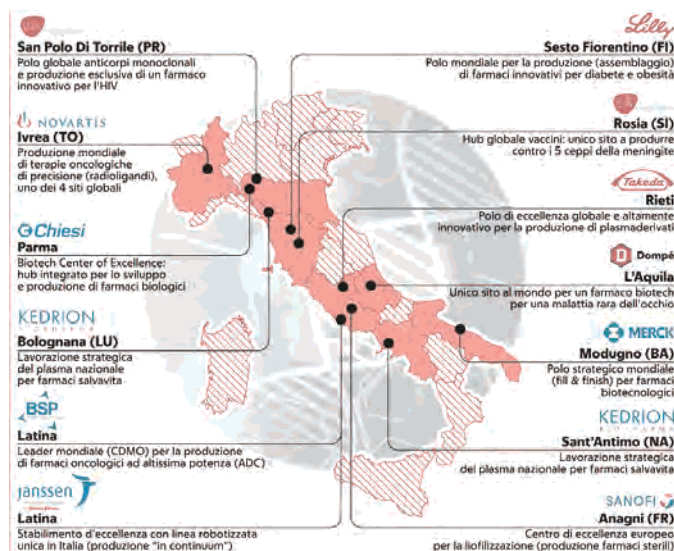 gsk
San Polo Di Torrile (PR)
Polo globale anticorpi monoclonali
e produzione esclusiva di un farmaco
innovativo per l'HIV
NOVARTIS
Ivrea (TO)
Produzione mondiale
di terapie oncologiche
di precisione (radioligandi),
uno dei 4 siti globali
Chiesi
Parma
Biotech Center of Excellence:
hub integrato per lo sviluppo
e produzione di farmaci biologici
KEDRION
Bolognana (LU)
Lavorazione strategica
del plasma nazionale
per farmaci salvavita
BSP
Latina
Leader mondiale (CDMO) per la produzione
di farmaci oncologici ad altissima potenza (ADC)
janssen
Latina
Stabilimento d'eccellenza con linea robotizzata
unica in Italia (produzione "in continuum")
Lilly
Sesto Fiorentino (FI)
Polo mondiale per la produzione (assemblaggio)
di farmaci innovativi per diabete e obesità
gsk
Rosia (SI)
Hub globale vaccini: unico sito a produrre
contro i 5 ceppi della meningite
Takeda
Rieti
Polo di eccellenza globale e altamente
innovativo per la produzione di plasmaderivati
Dompé
L'Aquila
Unico sito al mondo per un farmaco biotech
per una malattia rara dell'occhio
MERCK
Modugno (BA)
Polo strategico mondiale
(fill & finish) per farmaci
biotecnologici
KEDRION
Sant'Antimo (NA)
Lavorazione strategica
del plasma nazionale per farmaci salvavita
SANOFI
Anagni (FR)
Centro di eccellenza europeo
per la liofilizzazione (produzione farmaci sterili)